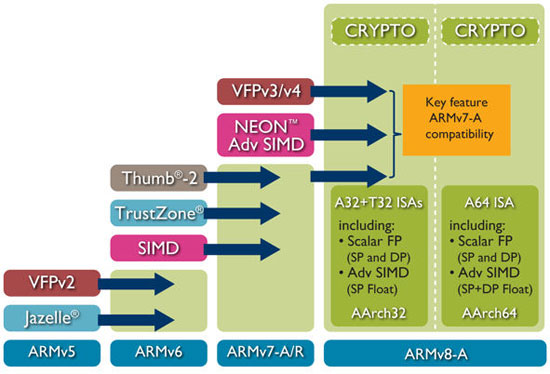 CRYPTO
CRYPTO
VFPv3/v4
NEON™
Adv SIMD
Key feature
ARMv7-A
compatibility
Thumb®-2
TrustZone®
SIMD
A32+T32 ISAs
including:
• Scalar FP
(SP and DP)
• Adv SIMD
(SP Float)
AArch32
A64 ISA
including:
• Scalar FP
(SP and DP)
• Adv SIMD
(SP+DP Float)
AArch64
VFPv2
Jazelle®
ARMv5
ARMv6
ARMv7-A/R
ARMv8-A